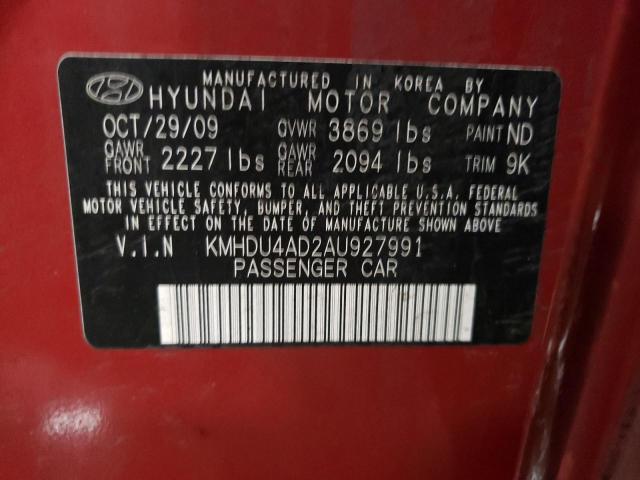 MANUFACTURED IN KOREA BY
HYUNDAI MOTOR COMPANY
OCT/29/09 GVWR 3869 lbs PAINT ND
GAWR FRONT 2227 lbs GAWR REAR 2094 lbs TRIM 9K
THIS VEHICLE CONFORMS TO ALL APPLICABLE U.S.A. FEDERAL
MOTOR VEHICLE SAFETY, BUMPER, AND THEFT PREVENTION
STANDARDS IN EFFECT ON THE DATE OF MANUFACTURE SHOWN ABOVE
V.I.N KMHDU4AD2AU927991
PASSENGER CAR